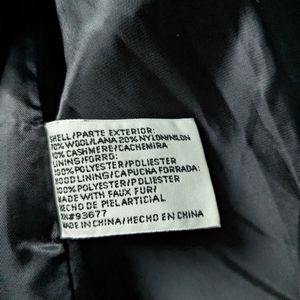 SHELL/PARTE EXTERIOR:
70% WOOL/LANA 20% NYLON/NILON
10% CASHMERE/CACHEMIRA
LINING/FORRO:
100% POLYESTER/POLIESTER
HOOD LINING/CAPUCHA FORRADA:
100% POLYESTER/POLIESTER
MADE WITH FAUX FUR/
HECHO DE PIEL ARTICIAL
RN#93677
MADE IN CHINA/HECHO EN CHINA